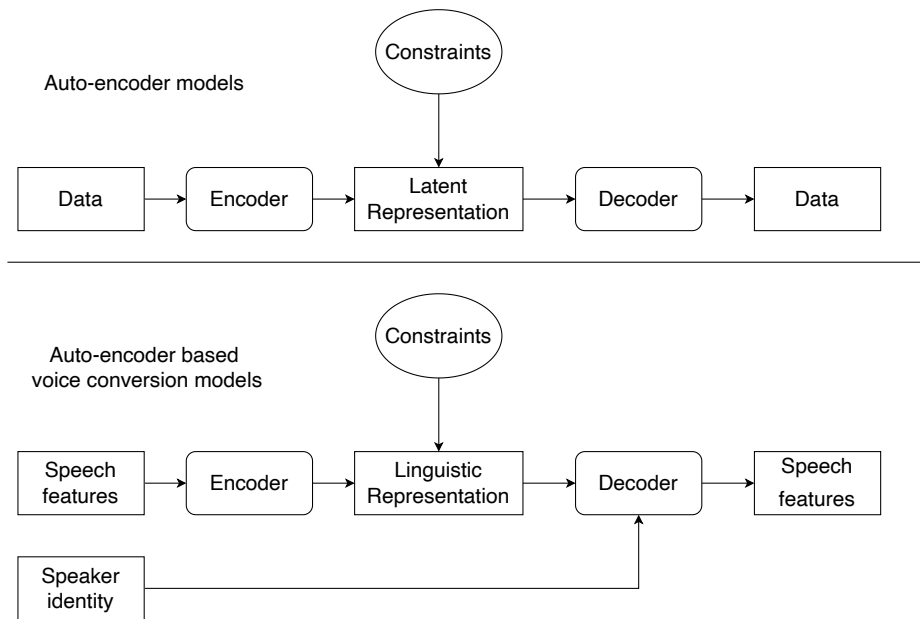 Constraints
Auto-encoder models
Data
Encoder
Latent
Representation
Decoder
Data
Constraints
Auto-encoder based
voice conversion models
Speech
features
Encoder
Linguistic
Representation
Decoder
Speech
features
Speaker
identity